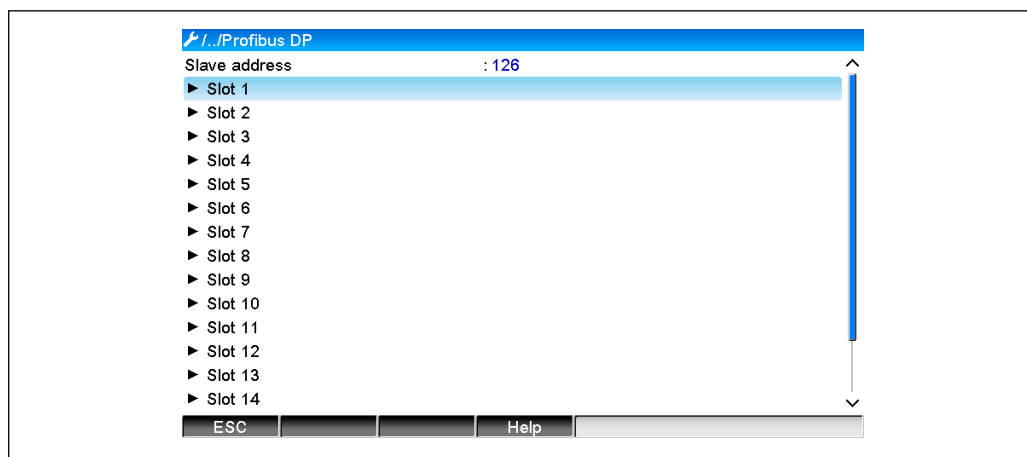 /../Profibus DP
Slave address : 126
► Slot 1
► Slot 2
► Slot 3
► Slot 4
► Slot 5
► Slot 6
► Slot 7
► Slot 8
► Slot 9
► Slot 10
► Slot 11
► Slot 12
► Slot 13
► Slot 14
ESC Help